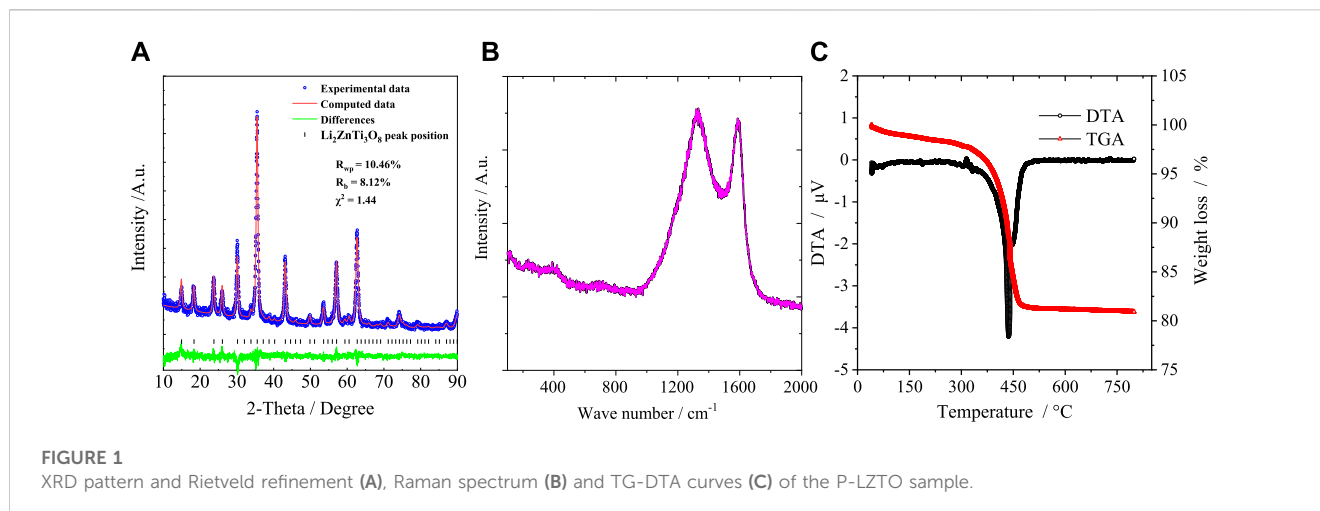 A
Intensity / A.u.
Experimental data
Computed data
Differences
Li₂ZnTi₃O₈ peak position
R_wp = 10.46%
R_b = 8.12%
χ² = 1.44
10 20 30 40 50 60 70 80 90
2-Theta / Degree
B
Intensity / A.u.
400 800 1200 1600 2000
Wave number / cm⁻¹
C
DTA / μV
2
1
0
-1
-2
-3
-4
-5
DTA
TGA
105
100
95
90
85
80
75
Weight loss / %
0 150 300 450 600 750
Temperature / °C
FIGURE 1
XRD pattern and Rietveld refinement (A), Raman spectrum (B) and TG-DTA curves (C) of the P-LZTO sample.